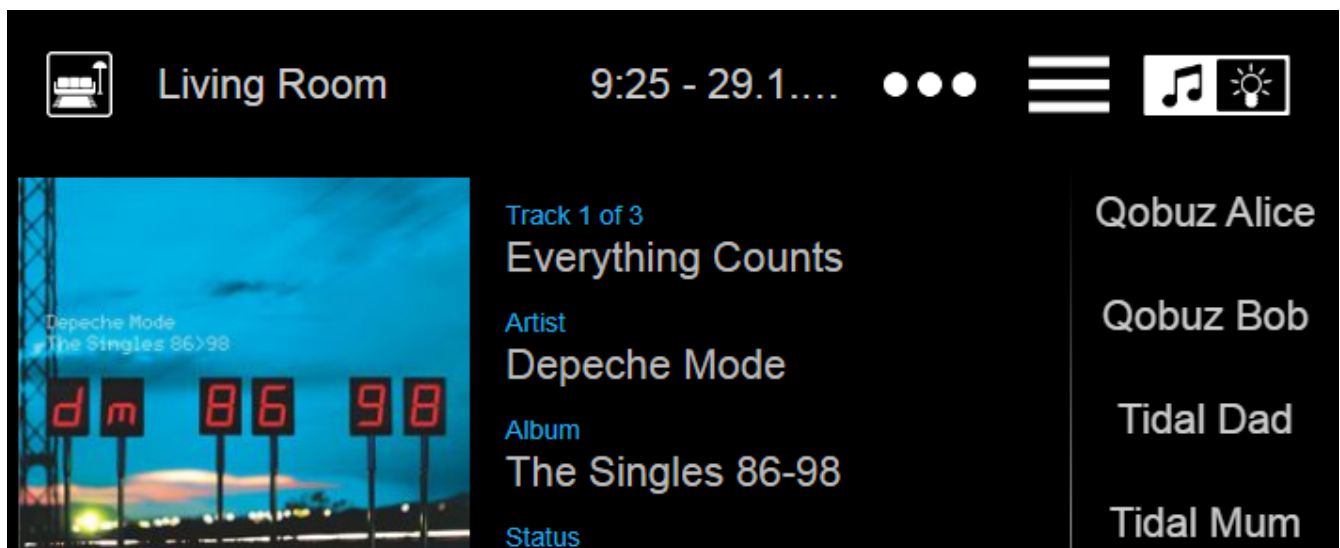 Living Room
9:25 - 29.1....
Depeche Mode
The Singles 86>98
dm 86 98
Track 1 of 3
Everything Counts
Artist
Depeche Mode
Album
The Singles 86-98
Status
Qobuz Alice
Qobuz Bob
Tidal Dad
Tidal Mum